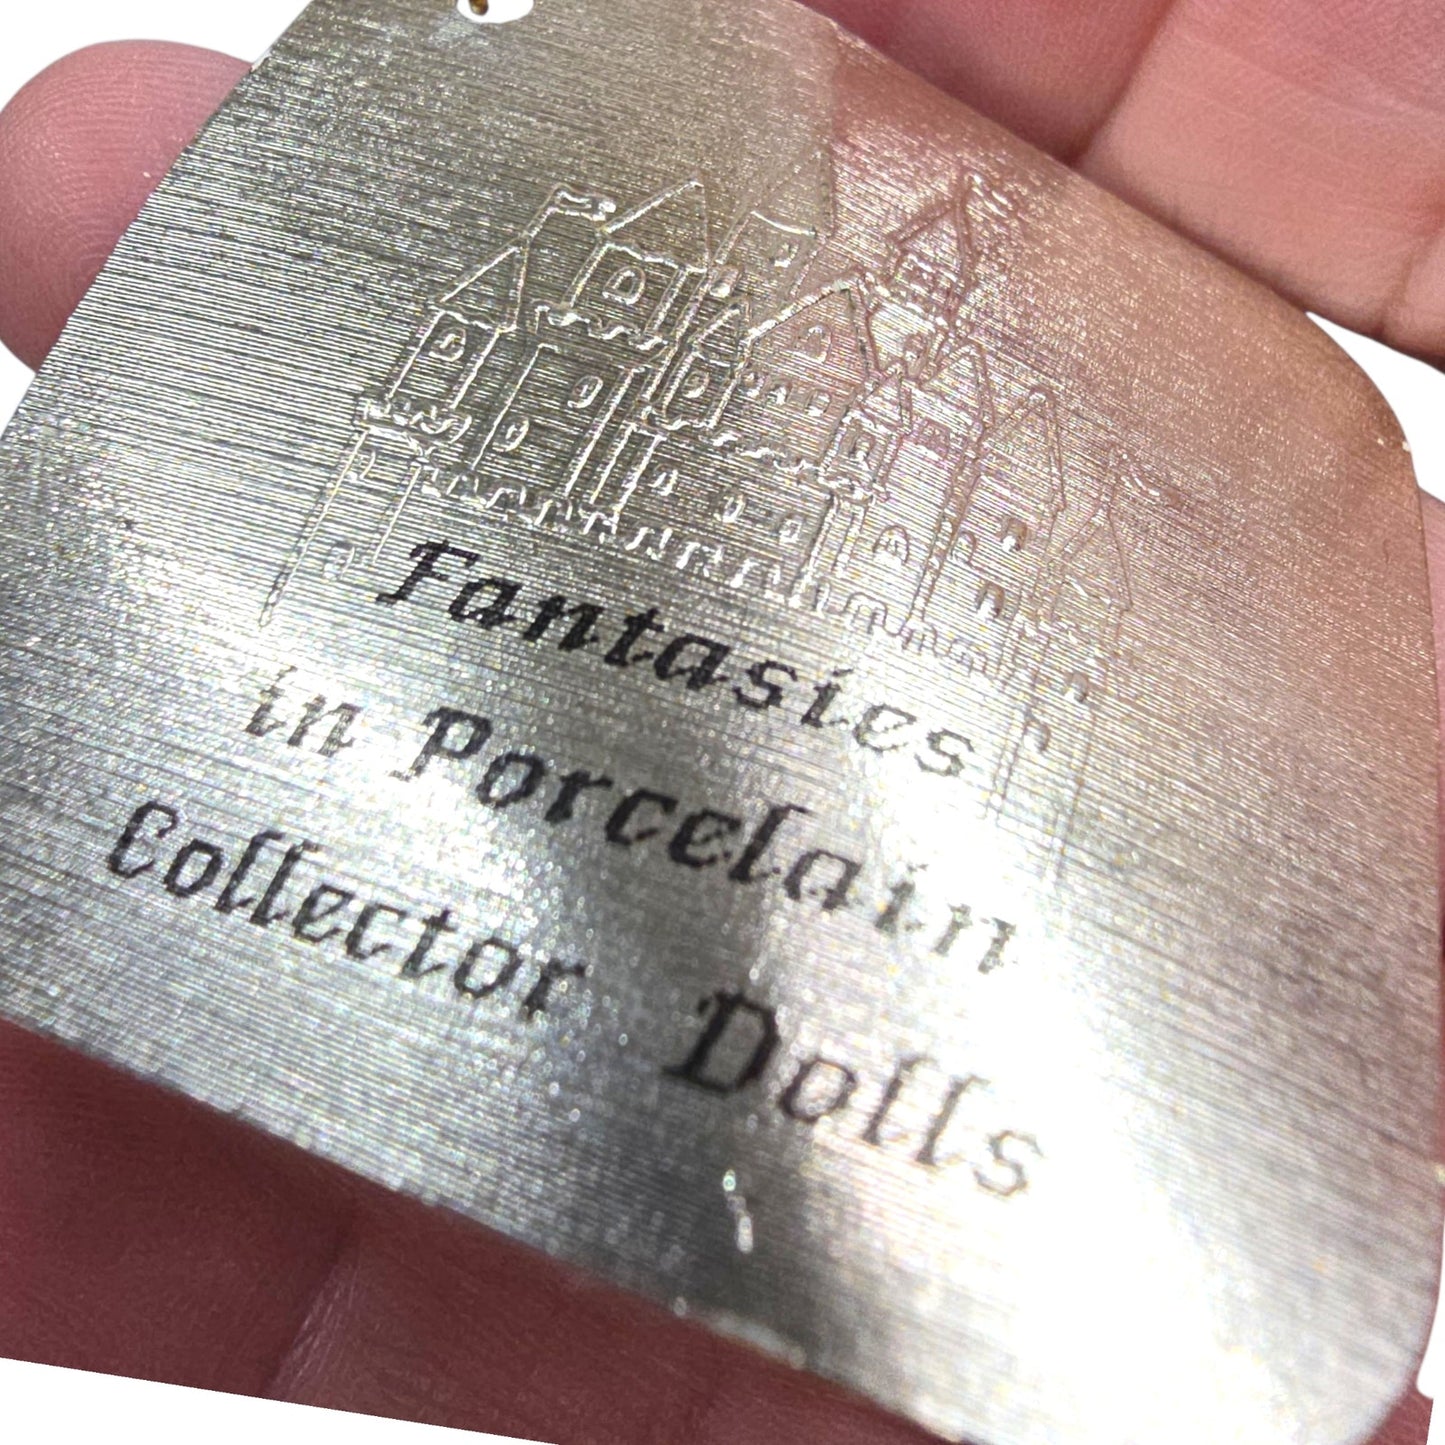 Fantasies
in Porcelain
Collector Dolls